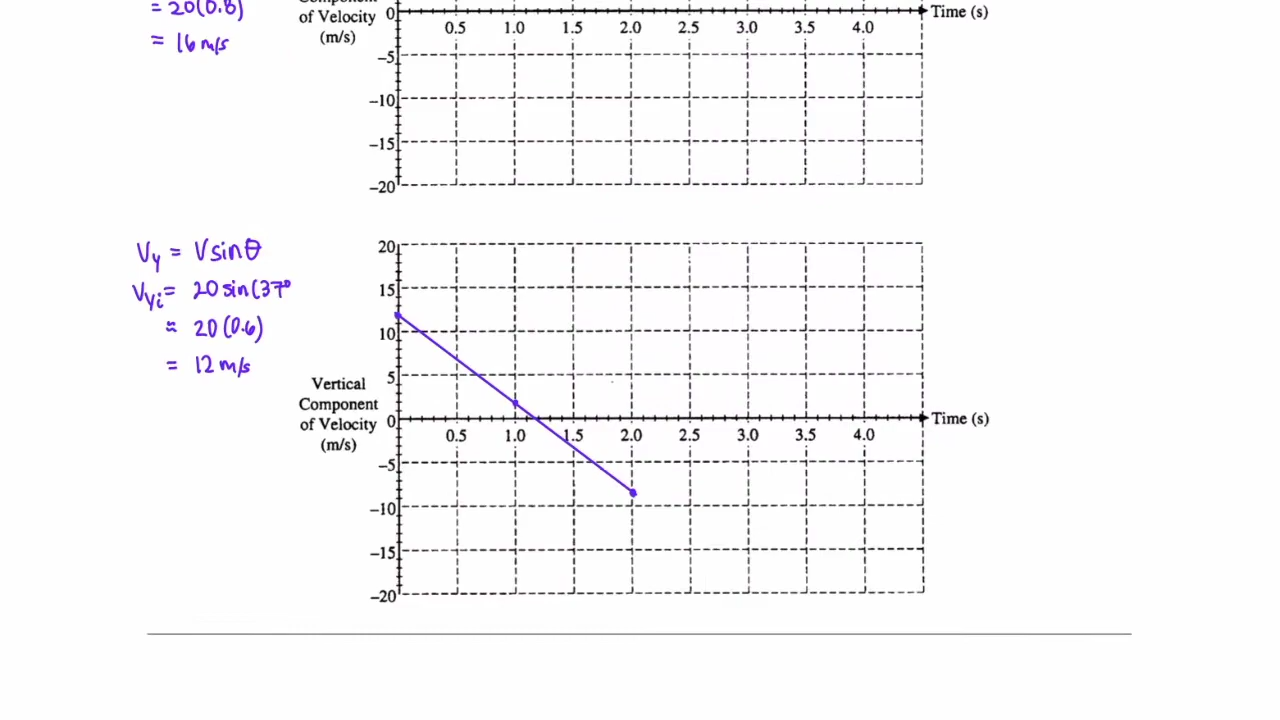 = 20(0.8)
= 16 m/s
Component
of Velocity
(m/s)
0
Time (s)
0.5 1.0 1.5 2.0 2.5 3.0 3.5 4.0
−5
−10
−15
−20
Vy = V sin θ
Vyi = 20 sin(37°
≈ 20(0.6)
= 12 m/s
20
15
10
5
Vertical
Component
of Velocity
(m/s)
0
Time (s)
0.5 1.0 1.5 2.0 2.5 3.0 3.5 4.0
−5
−10
−15
−20